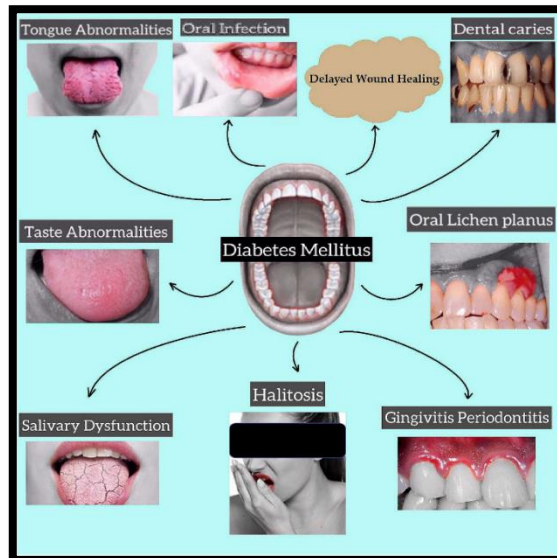 Tongue Abnormalities
Oral Infection
Delayed Wound Healing
Dental caries
Taste Abnormalities
Diabetes Mellitus
Oral Lichen planus
Salivary Dysfunction
Halitosis
Gingivitis Periodontitis